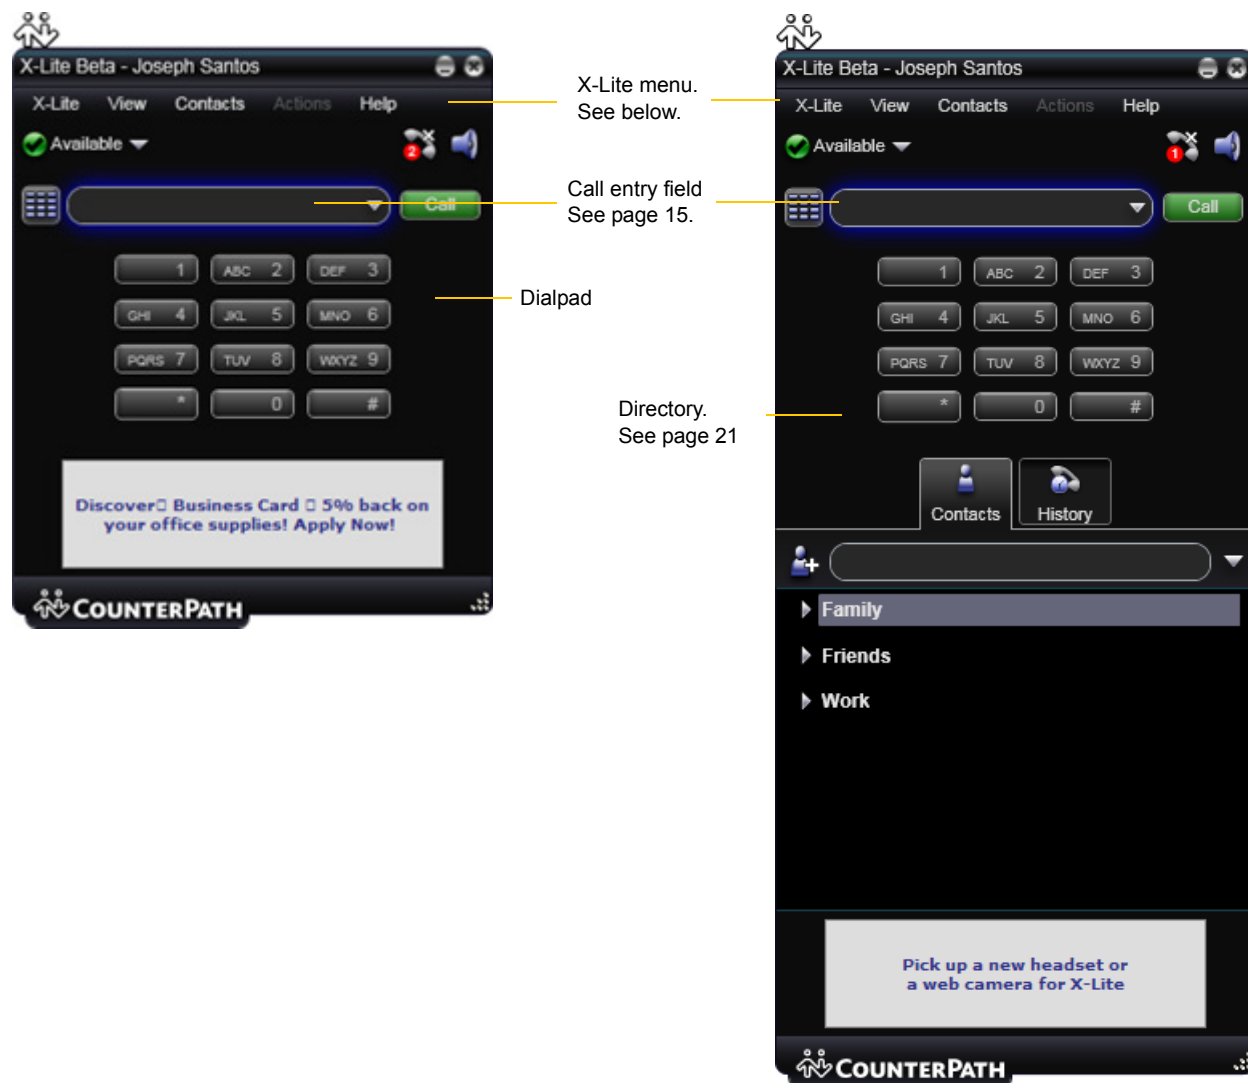 X-Lite Beta - Joseph Santos
X-Lite View Contacts Actions Help
Available
2
Call
1 ABC 2 DEF 3
GHI 4 JKL 5 MNO 6
PQRS 7 TUV 8 WXYZ 9
* 0 #
Discover▯ Business Card ▯ 5% back on
your office supplies! Apply Now!
COUNTERPATH
X-Lite menu.
See below.
Call entry field
See page 15.
Dialpad
Directory.
See page 21
X-Lite Beta - Joseph Santos
X-Lite View Contacts Actions Help
Available
1
Call
1 ABC 2 DEF 3
GHI 4 JKL 5 MNO 6
PQRS 7 TUV 8 WXYZ 9
* 0 #
Contacts History
Family
Friends
Work
Pick up a new headset or
a web camera for X-Lite
COUNTERPATH